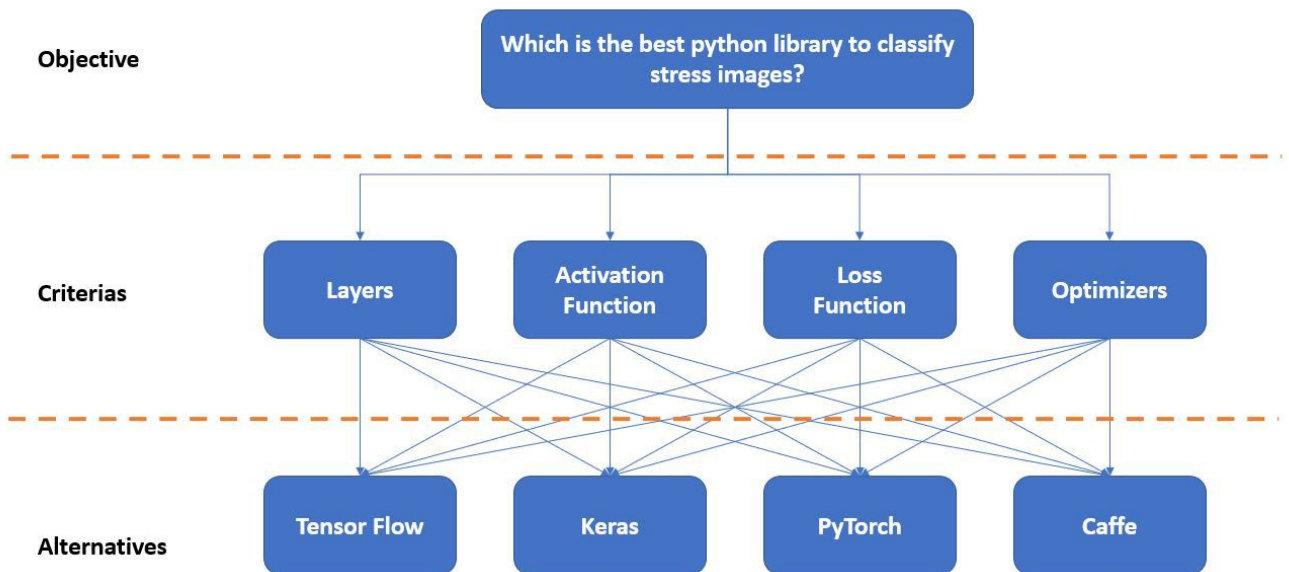 Objective
Which is the best python library to classify
stress images?
Criterias
Layers
Activation
Function
Loss
Function
Optimizers
Alternatives
Tensor Flow
Keras
PyTorch
Caffe